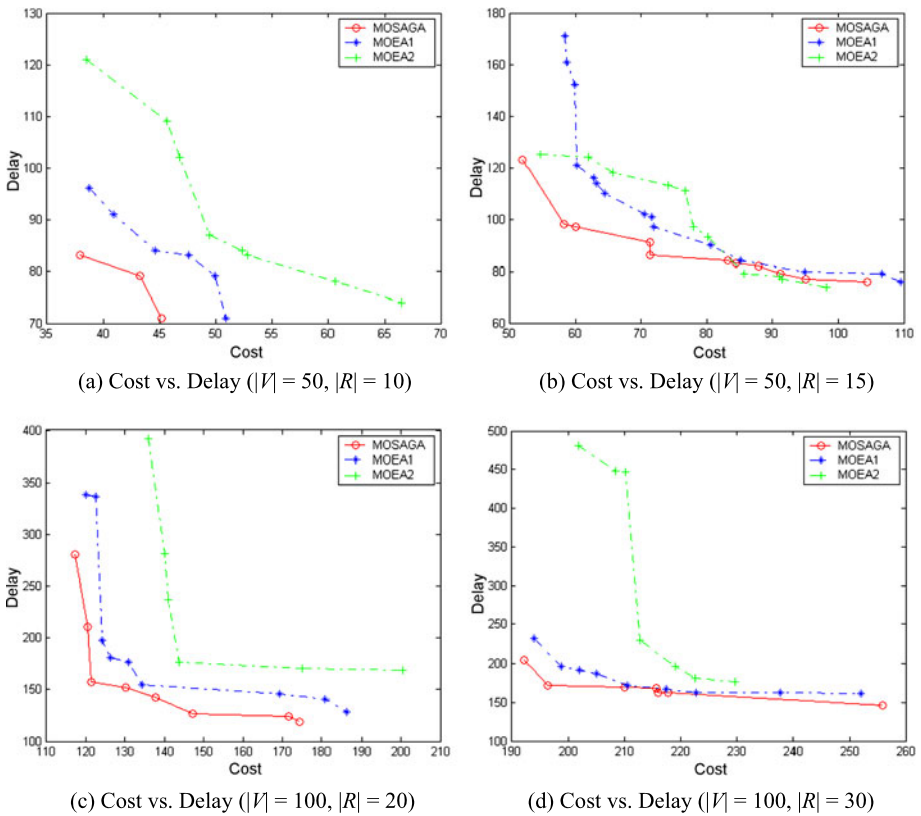 130
120
110
100
90
80
70
35 40 45 50 55 60 65 70
Delay
Cost
MOSAGA
MOEA1
MOEA2
(a) Cost vs. Delay (|V| = 50, |R| = 10)
180
160
140
120
100
80
60
50 60 70 80 90 100 110
Delay
Cost
MOSAGA
MOEA1
MOEA2
(b) Cost vs. Delay (|V| = 50, |R| = 15)
400
350
300
250
200
150
100
110 120 130 140 150 160 170 180 190 200 210
Delay
Cost
MOSAGA
MOEA1
MOEA2
(c) Cost vs. Delay (|V| = 100, |R| = 20)
500
450
400
350
300
250
200
150
100
190 200 210 220 230 240 250 260
Delay
Cost
MOSAGA
MOEA1
MOEA2
(d) Cost vs. Delay (|V| = 100, |R| = 30)